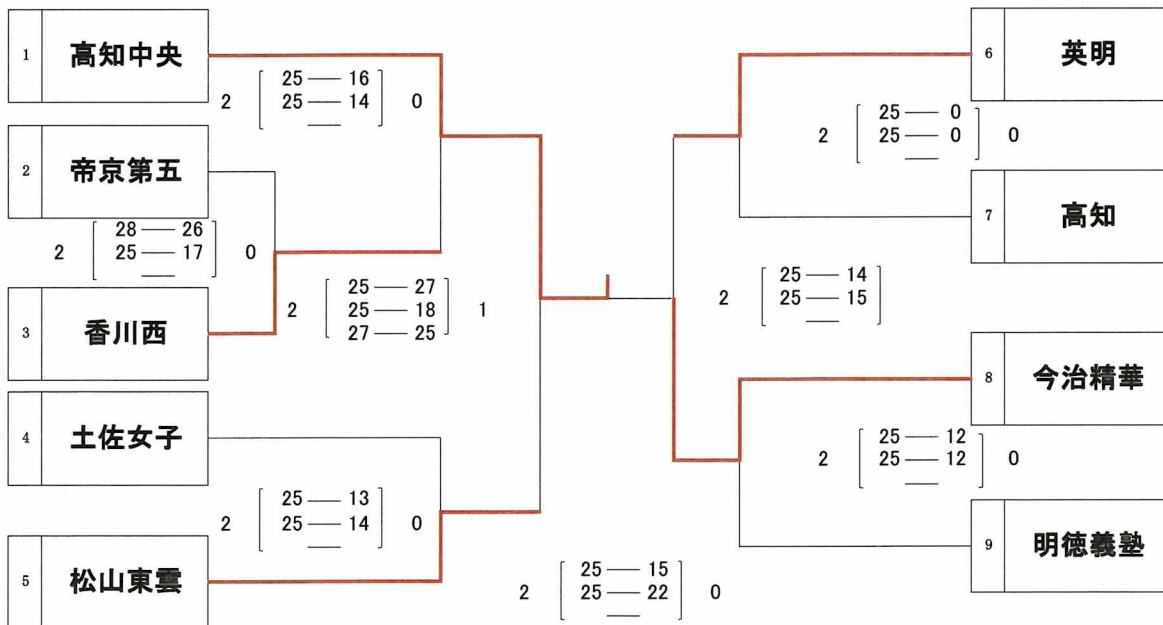 1 高知中央
2 [ 25 — 16
25 — 14
— ] 0
2 帝京第五
2 [ 28 — 26
25 — 17
— ] 0
3 香川西
2 [ 25 — 27
25 — 18
27 — 25 ] 1
4 土佐女子
2 [ 25 — 13
25 — 14
— ] 0
5 松山東雲
2 [ 25 — 15
25 — 22
— ] 0
6 英明
2 [ 25 — 0
25 — 0
— ] 0
7 高知
2 [ 25 — 14
25 — 15
— ]
8 今治精華
2 [ 25 — 12
25 — 12
— ] 0
9 明徳義塾